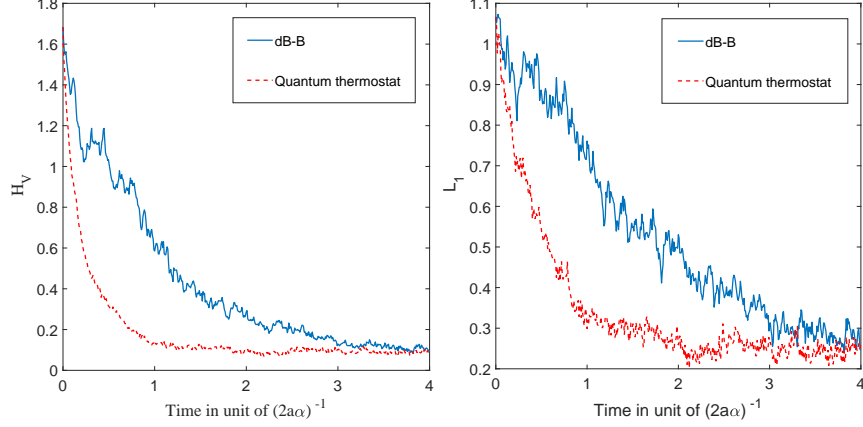 1.8
1.6
1.4
1.2
1
0.8
0.6
0.4
0.2
0
H_V
dB-B
Quantum thermostat
0 1 2 3 4
Time in unit of (2aα)⁻¹
1.1
1
0.9
0.8
0.7
0.6
0.5
0.4
0.3
0.2
L_1
dB-B
Quantum thermostat
0 1 2 3 4
Time in unit of (2aα)⁻¹